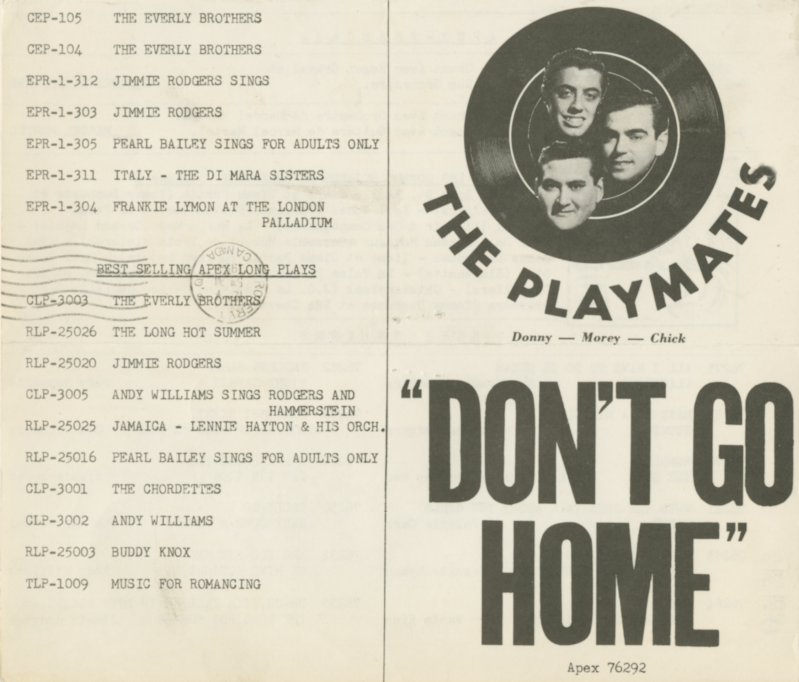 CEP-105 THE EVERLY BROTHERS
CEP-104 THE EVERLY BROTHERS
EPR-1-312 JIMMIE RODGERS SINGS
EPR-1-303 JIMMIE RODGERS
EPR-1-305 PEARL BAILEY SINGS FOR ADULTS ONLY
EPR-1-311 ITALY - THE DI MARA SISTERS
EPR-1-304 FRANKIE LYMON AT THE LONDON
PALLADIUM
BEST SELLING APEX LONG PLAYS
CLP-3003 THE EVERLY BROTHERS
RLP-25026 THE LONG HOT SUMMER
RLP-25020 JIMMIE RODGERS
CLP-3005 ANDY WILLIAMS SINGS RODGERS AND
HAMMERSTEIN
RLP-25025 JAMAICA - LENNIE HAYTON & HIS ORCH.
RLP-25016 PEARL BAILEY SINGS FOR ADULTS ONLY
CLP-3001 THE CHORDETTES
CLP-3002 ANDY WILLIAMS
RLP-25003 BUDDY KNOX
TLP-1009 MUSIC FOR ROMANCING
CANADA
THE PLAYMATES
Donny — Morey — Chick
"DON'T GO
HOME"
Apex 76292